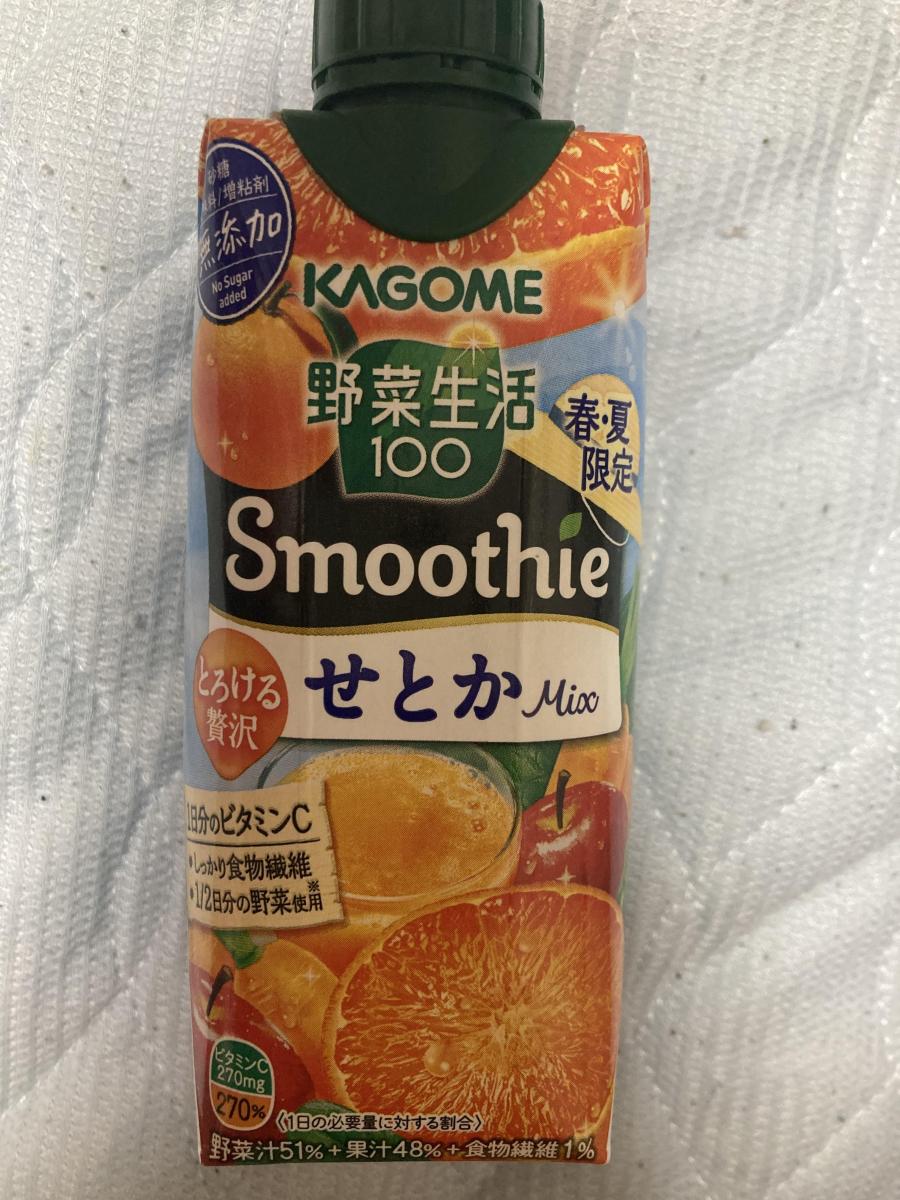 砂糖
料/増粘剤
無添加
No Sugar
added
KAGOME
野菜生活
100
春・夏
限定
Smoothie
とろける
贅沢
せとか Mix
1日分のビタミンC
・しっかり食物繊維
・1/2日分の野菜使用※
ビタミンC
270mg
270%
〈1日の必要量に対する割合〉
野菜汁51%+果汁48%+食物繊維1%